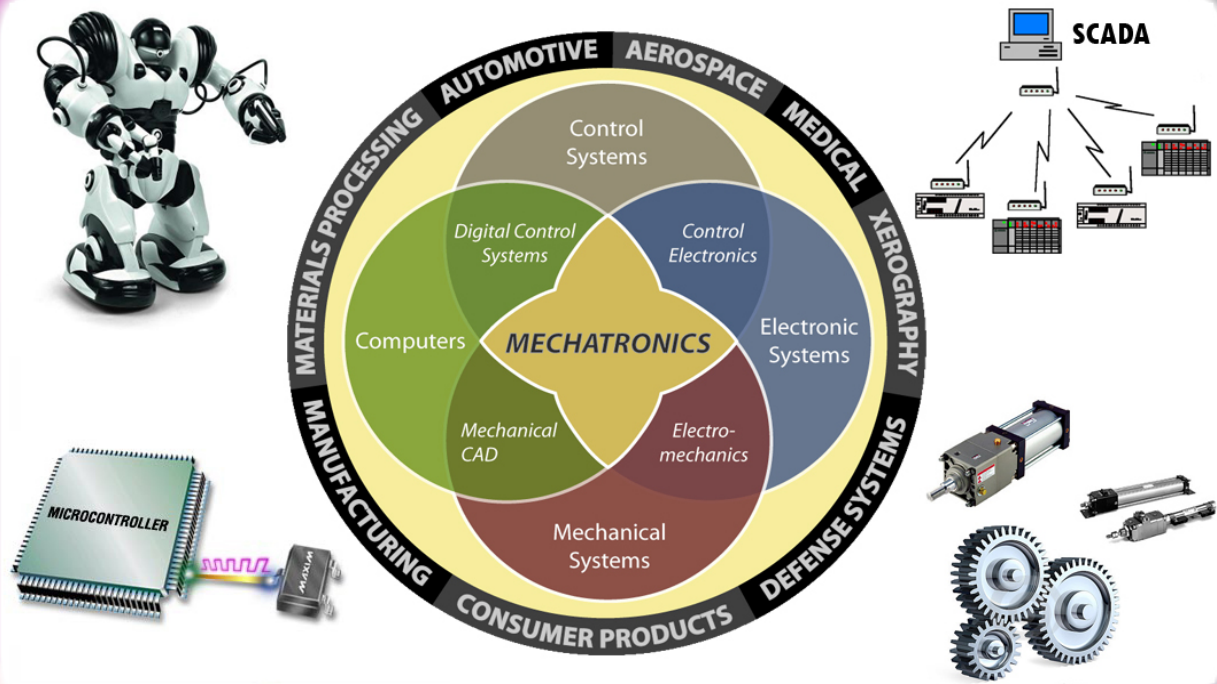 SCADA
AUTOMOTIVE
AEROSPACE
MEDICAL
XEROGRAPHY
DEFENSE SYSTEMS
CONSUMER PRODUCTS
MANUFACTURING
MATERIALS PROCESSING
Control
Systems
Digital Control
Systems
Control
Electronics
Computers
MECHATRONICS
Electronic
Systems
Mechanical
CAD
Electro-
mechanics
Mechanical
Systems
MICROCONTROLLER
MAXIM